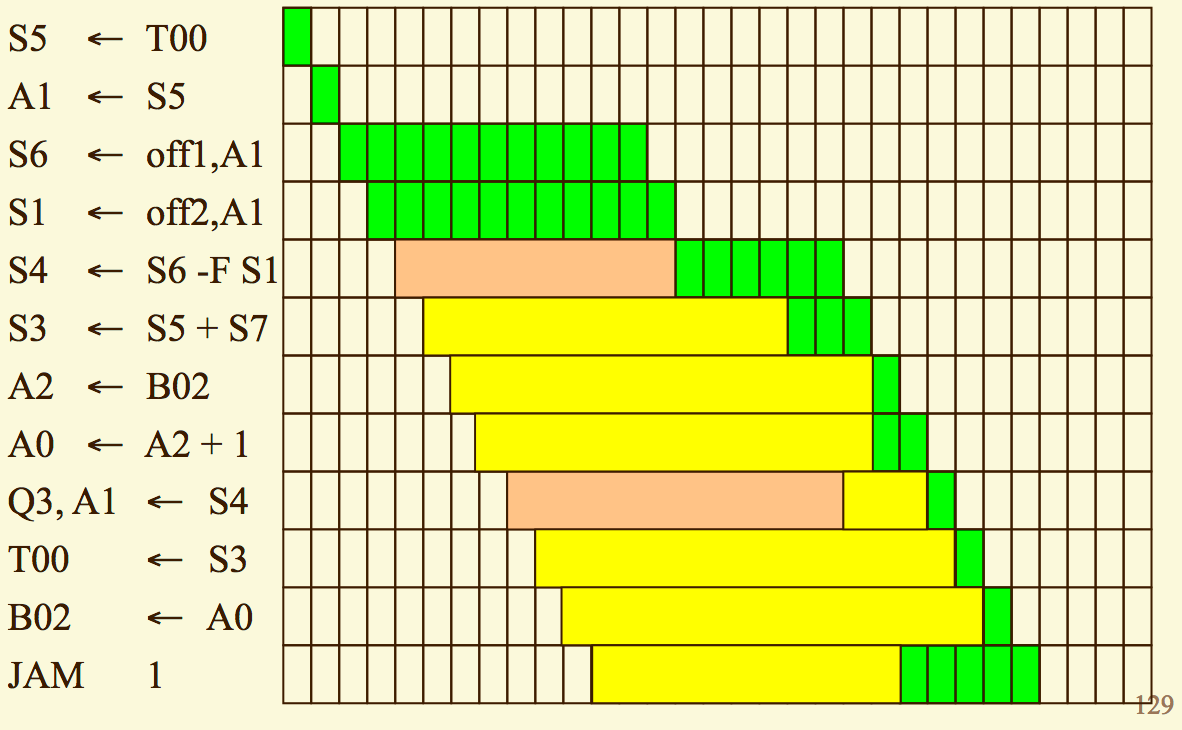 S5 ← T00
A1 ← S5
S6 ← off1,A1
S1 ← off2,A1
S4 ← S6 -F S1
S3 ← S5 + S7
A2 ← B02
A0 ← A2 + 1
Q3, A1 ← S4
T00 ← S3
B02 ← A0
JAM 1
129